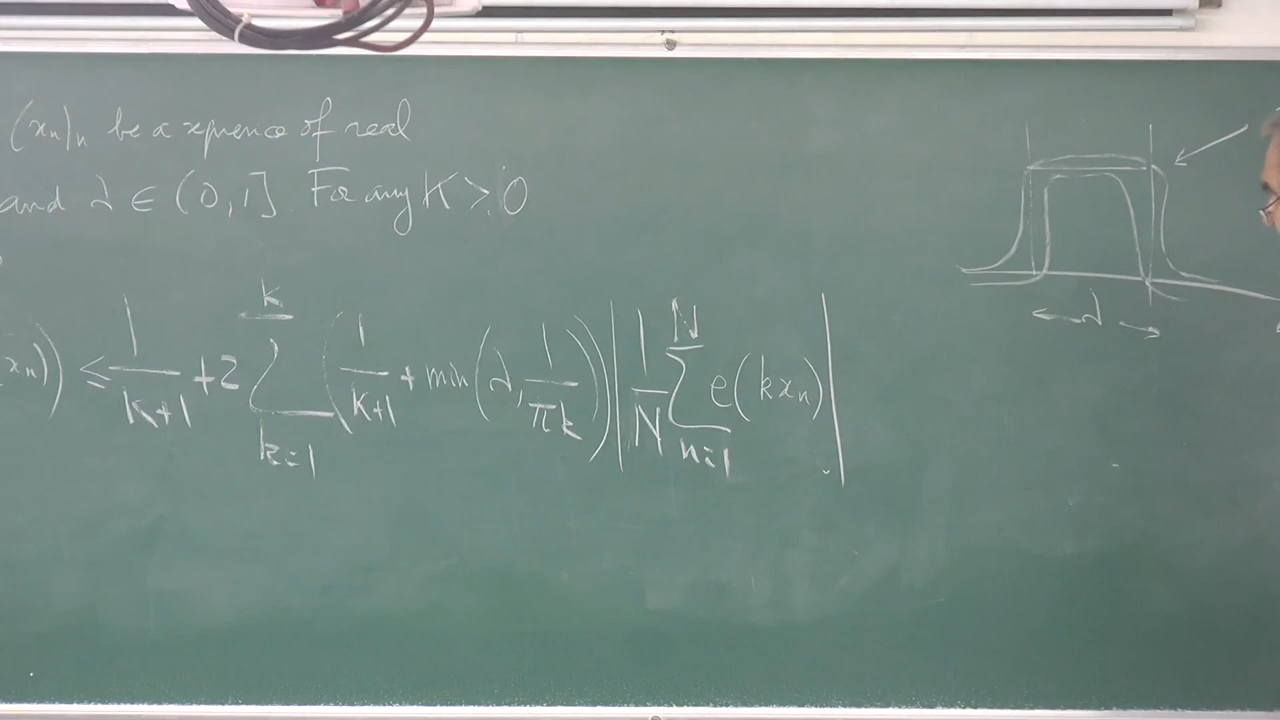 (xₙ)ₙ be a sequence of real
and λ ∈ (0,1]. For any K ≥ 0
xₙ)) ≤ 1/(K+1) + 2 ∑_{k=1}^{K} (1/(K+1) + min(λ, 1/(πk))) |1/N ∑_{n=1}^{N} e(kxₙ)|
λ